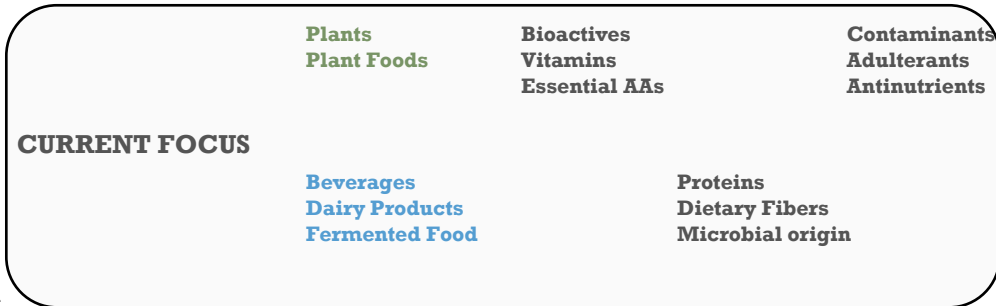 Plants Bioactives Contaminants
Plant Foods Vitamins Adulterants
Essential AAs Antinutrients
CURRENT FOCUS
Beverages Proteins
Dairy Products Dietary Fibers
Fermented Food Microbial origin